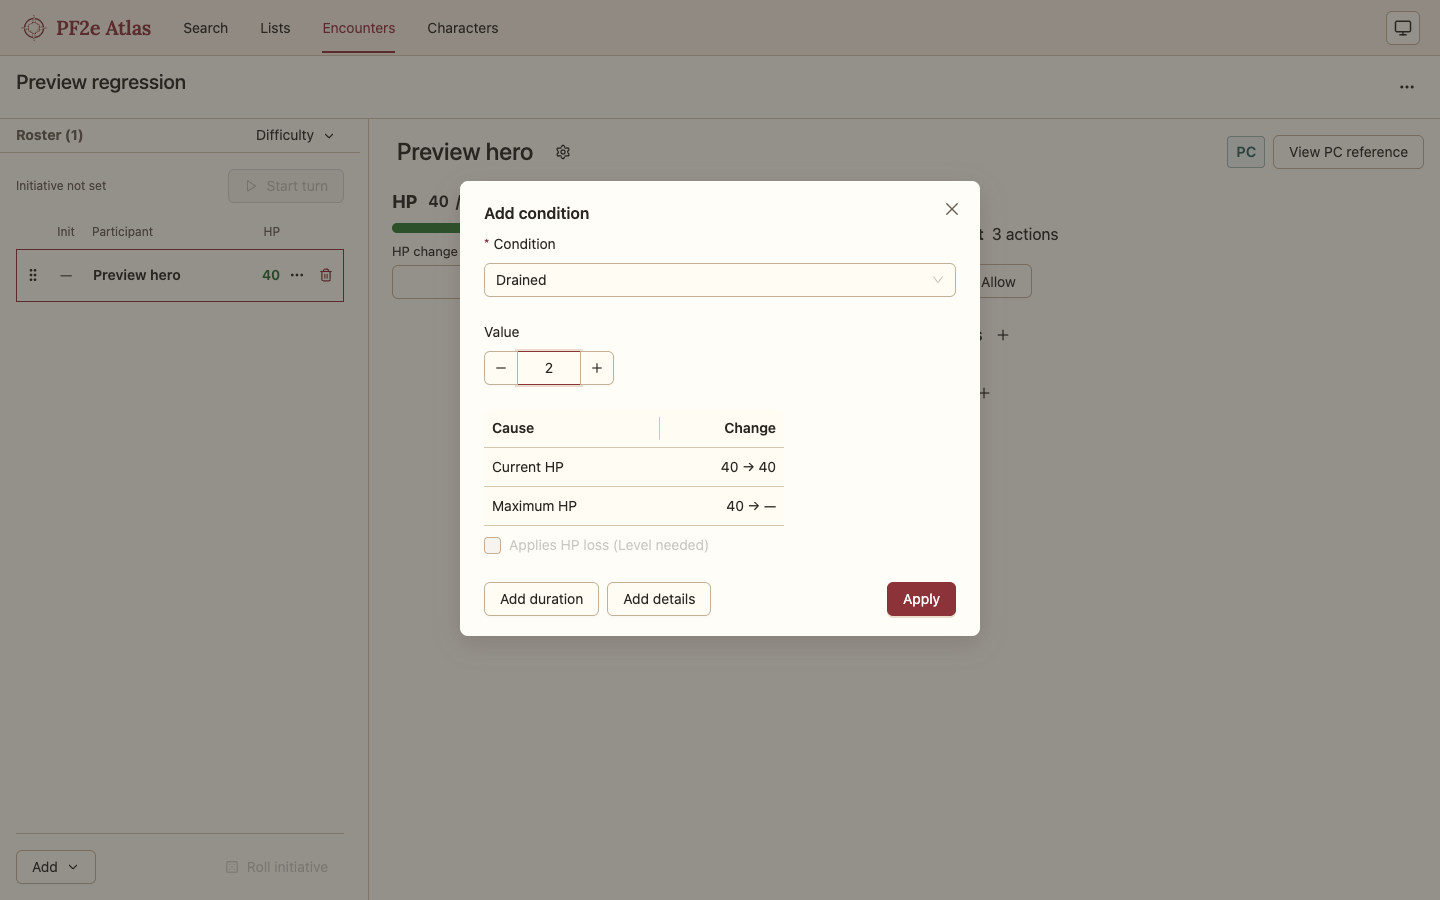 PF2e Atlas
Search
Lists
Encounters
Characters
Preview regression
Roster (1)
Difficulty
Initiative not set
Start turn
Init
Participant
HP
—
Preview hero
40
Add
Roll initiative
Preview hero
PC
View PC reference
HP 40 /
HP change
3 actions
Allow
Add condition
* Condition
Drained
Value
2
Cause
Change
Current HP
40 → 40
Maximum HP
40 → —
Applies HP loss (Level needed)
Add duration
Add details
Apply